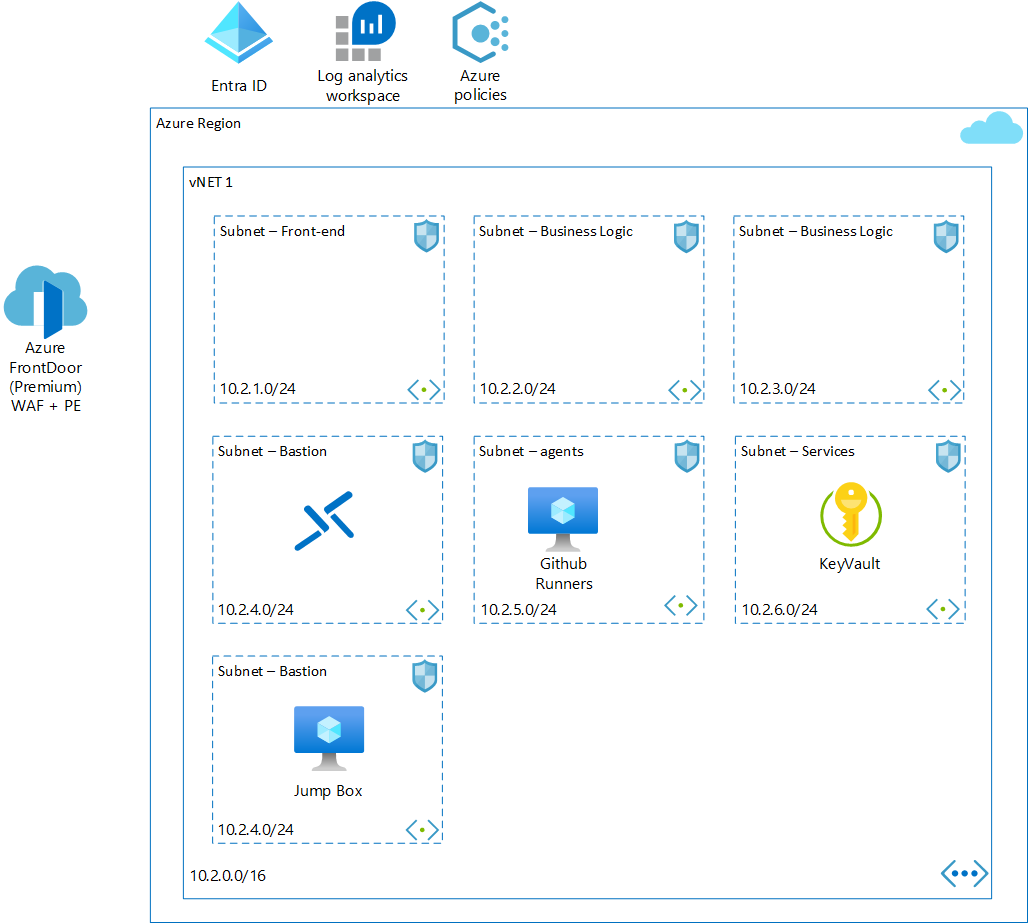 Entra ID
Log analytics
workspace
Azure
policies
Azure Region
vNET 1
Subnet – Front-end
Subnet – Business Logic
Subnet – Business Logic
10.2.1.0/24
10.2.2.0/24
10.2.3.0/24
Azure
FrontDoor
(Premium)
WAF + PE
Subnet – Bastion
Subnet – agents
Subnet – Services
Github
Runners
KeyVault
10.2.4.0/24
10.2.5.0/24
10.2.6.0/24
Subnet – Bastion
Jump Box
10.2.4.0/24
10.2.0.0/16